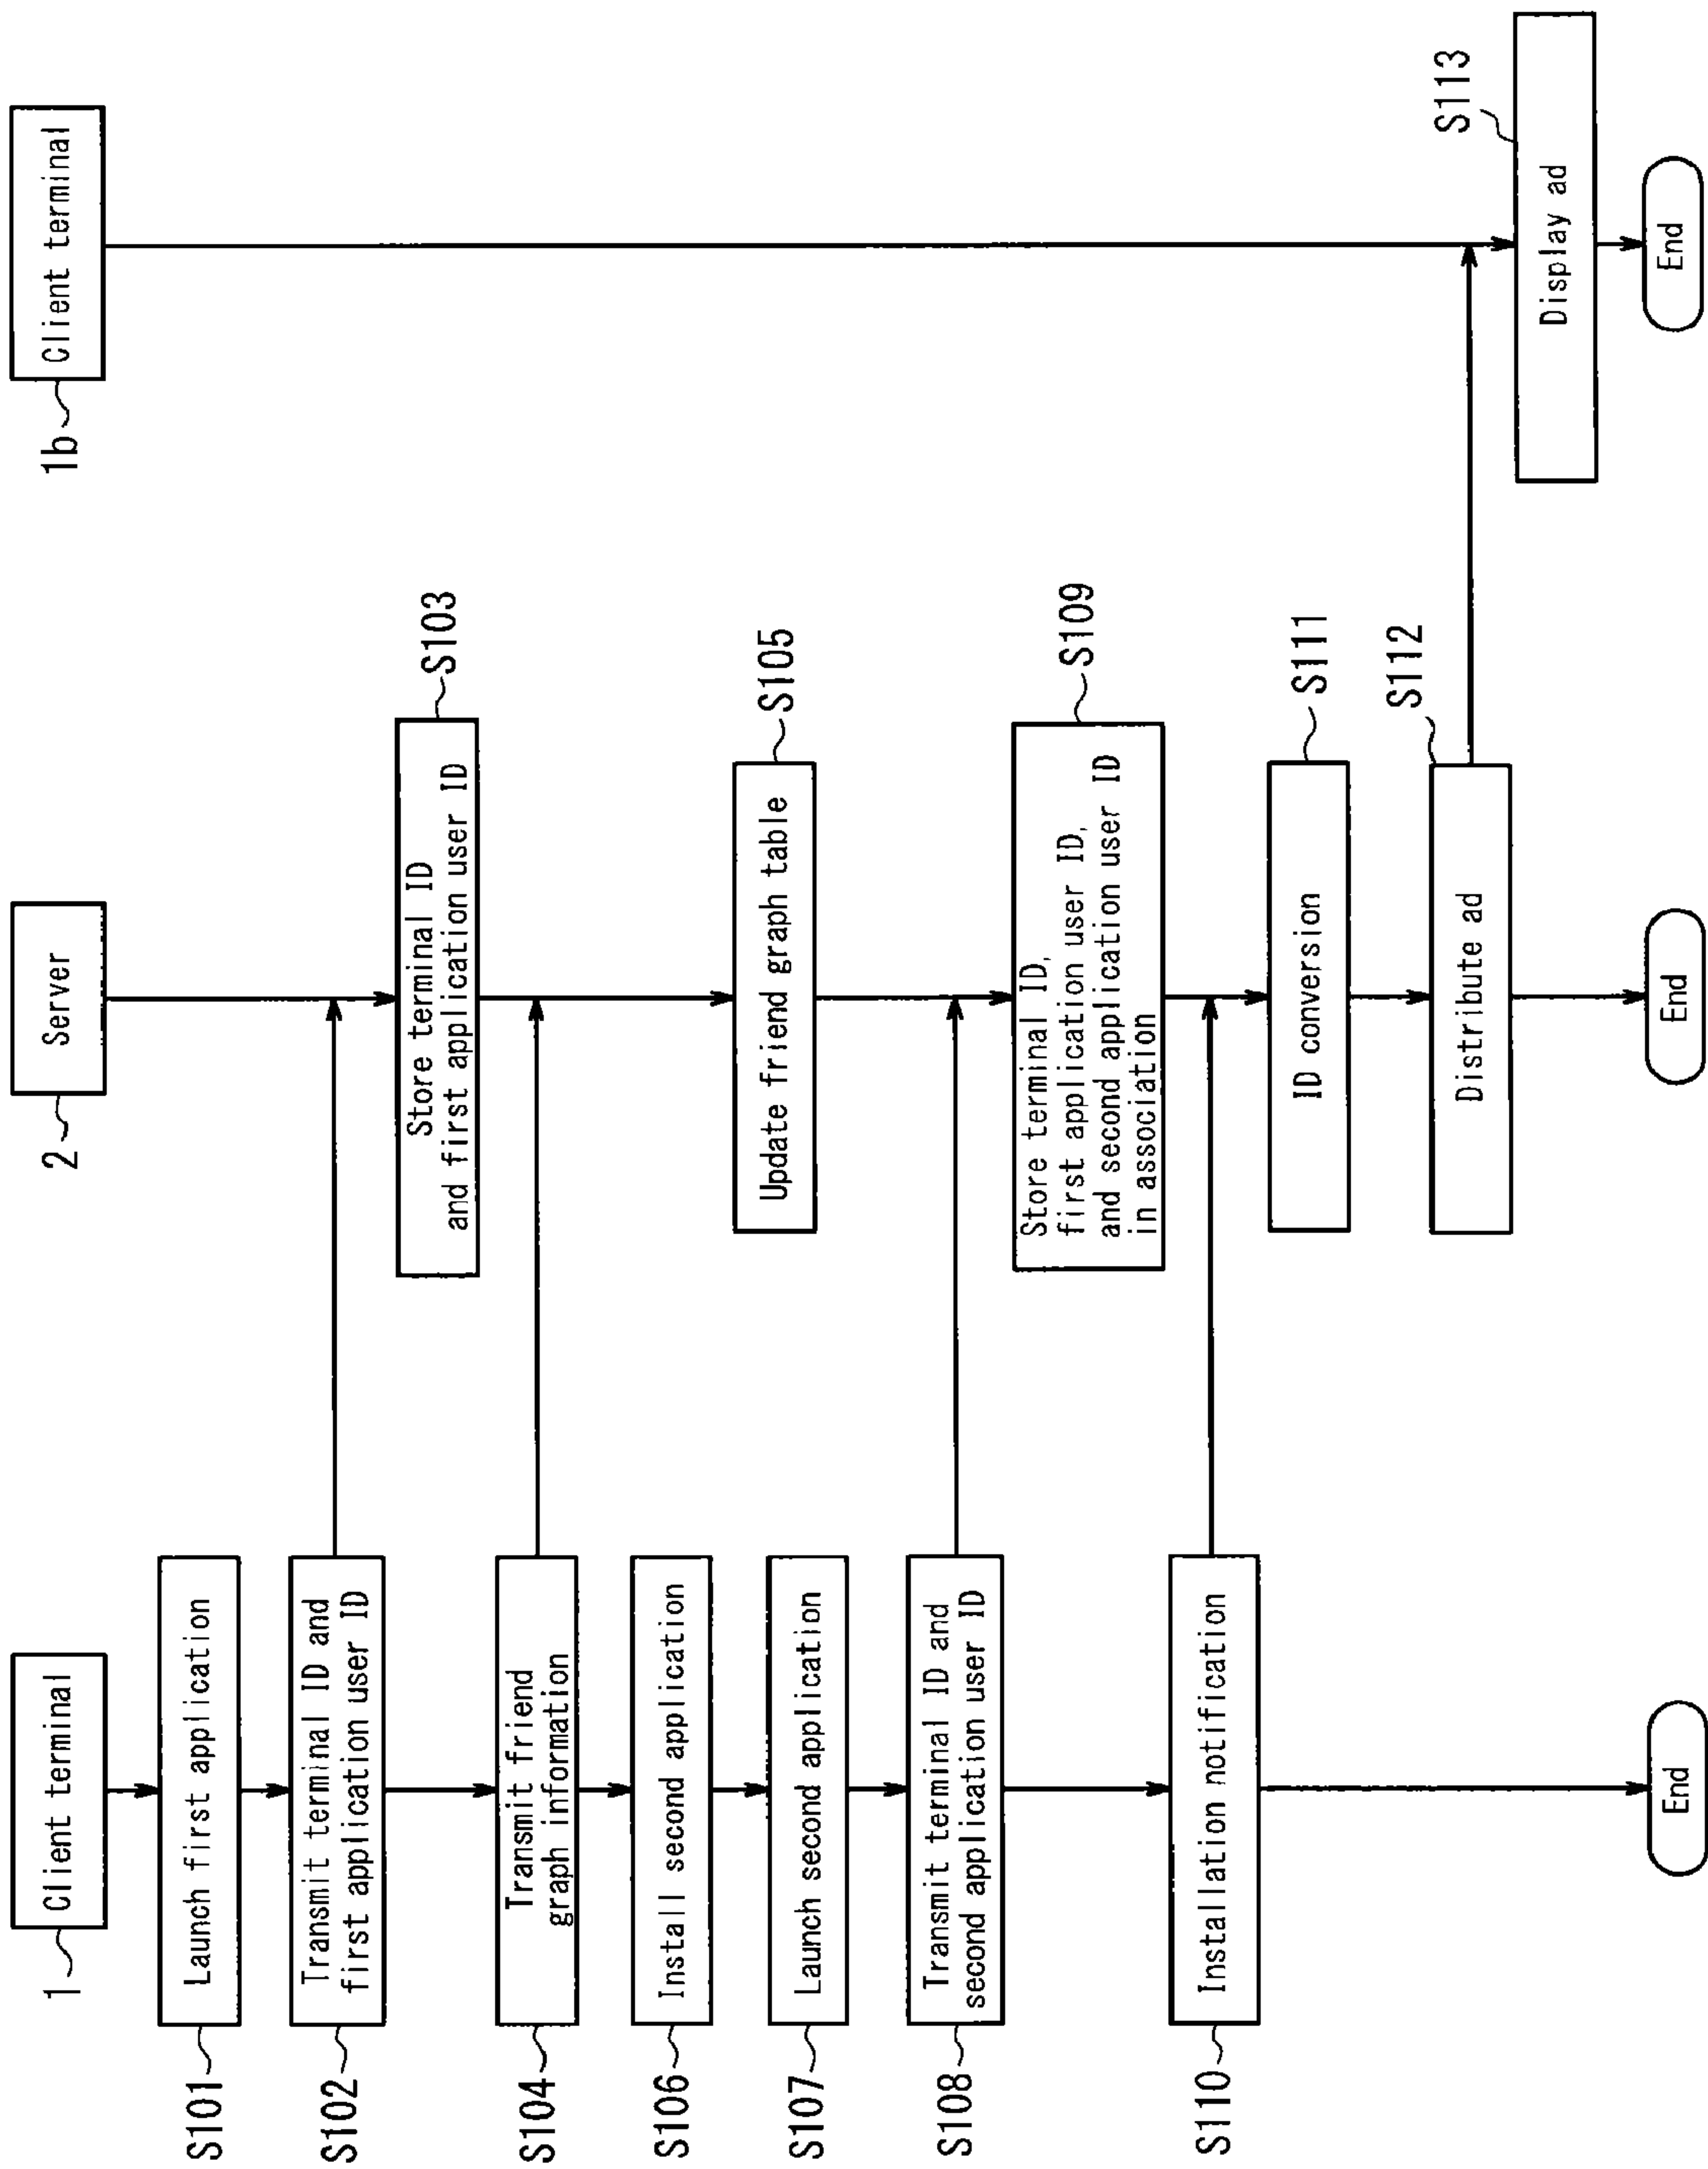 1
Client terminal
S101
Launch first application
S102
Transmit terminal ID and
first application user ID
S104
Transmit friend
graph information
S106
Install second application
S107
Launch second application
S108
Transmit terminal ID and
second application user ID
S110
Installation notification
End
2
Server
S103
Store terminal ID
and first application user ID
S105
Update friend graph table
S109
Store terminal ID,
first application user ID,
and second application user ID
in association
S111
ID conversion
S112
Distribute ad
End
1b
Client terminal
S113
Display ad
End